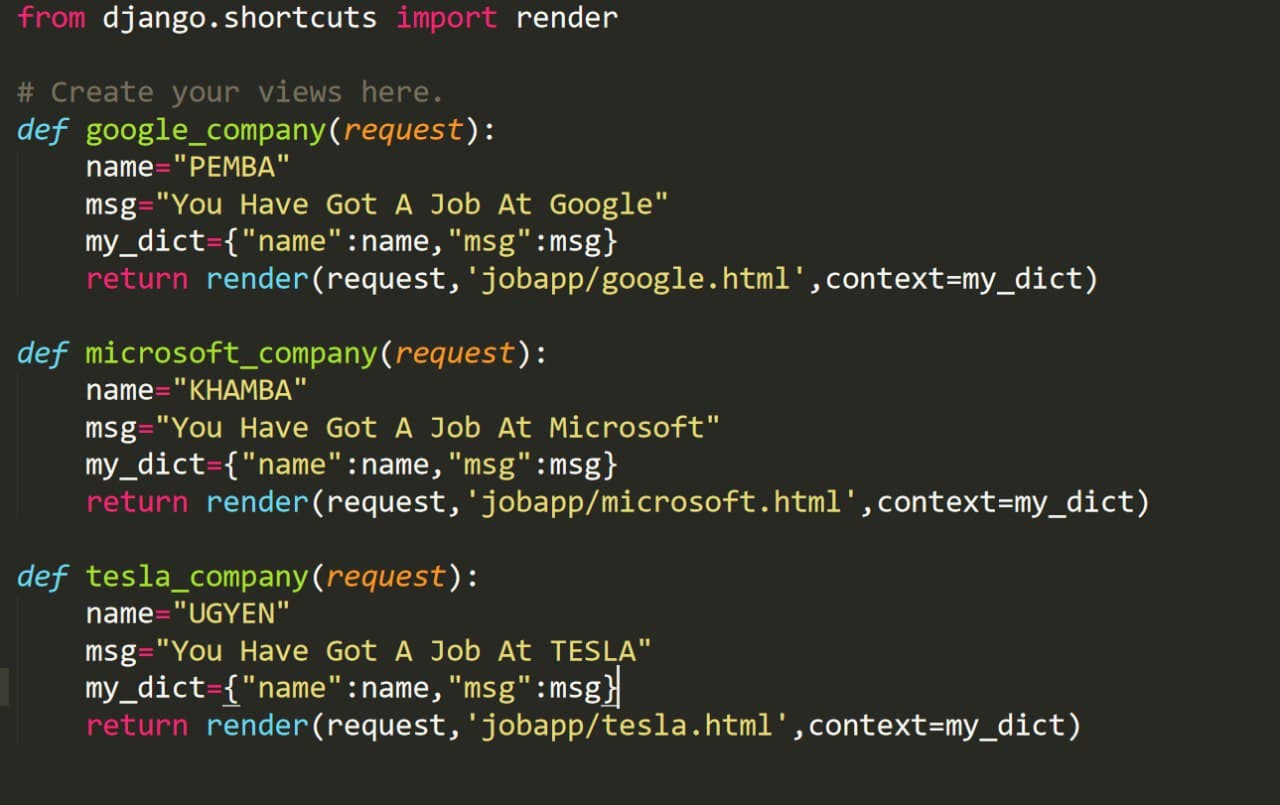 from django.shortcuts import render
# Create your views here.
def google_company(request):
    name="PEMBA"
    msg="You Have Got A Job At Google"
    my_dict={"name":name,"msg":msg}
    return render(request,'jobapp/google.html',context=my_dict)
def microsoft_company(request):
    name="KHAMBA"
    msg="You Have Got A Job At Microsoft"
    my_dict={"name":name,"msg":msg}
    return render(request,'jobapp/microsoft.html',context=my_dict)
def tesla_company(request):
    name="UGYEN"
    msg="You Have Got A Job At TESLA"
    my_dict={"name":name,"msg":msg}
    return render(request,'jobapp/tesla.html',context=my_dict)